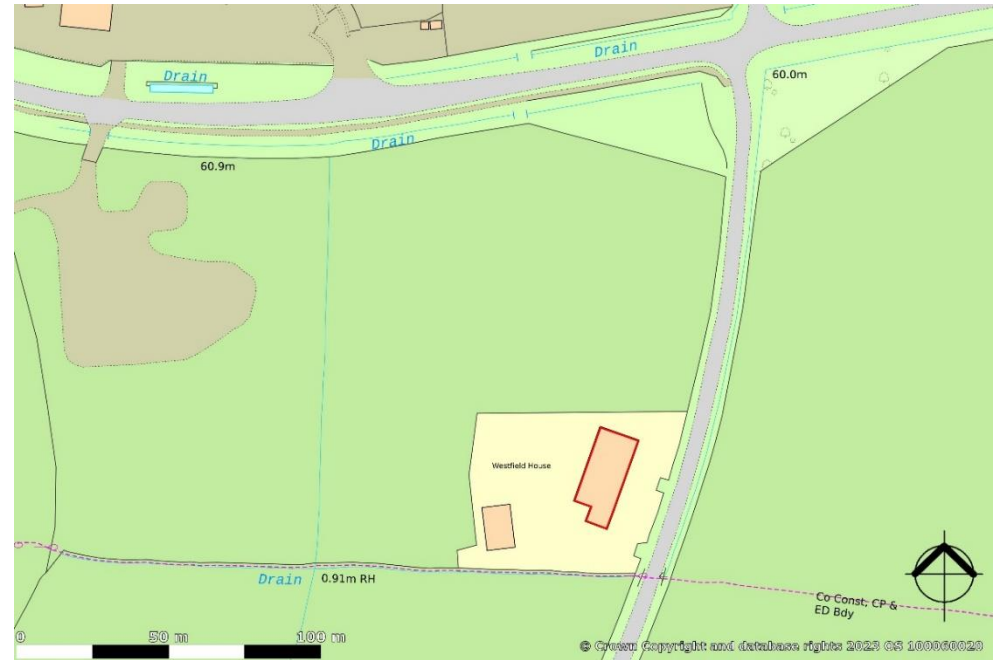 Drain
Drain
60.0m
Drain
60.9m
Westfield House
Drain
0.91m RH
Co Const, CP &
ED Bdy
0
50 m
100 m
© Crown Copyright and database rights 2023 OS 100060020